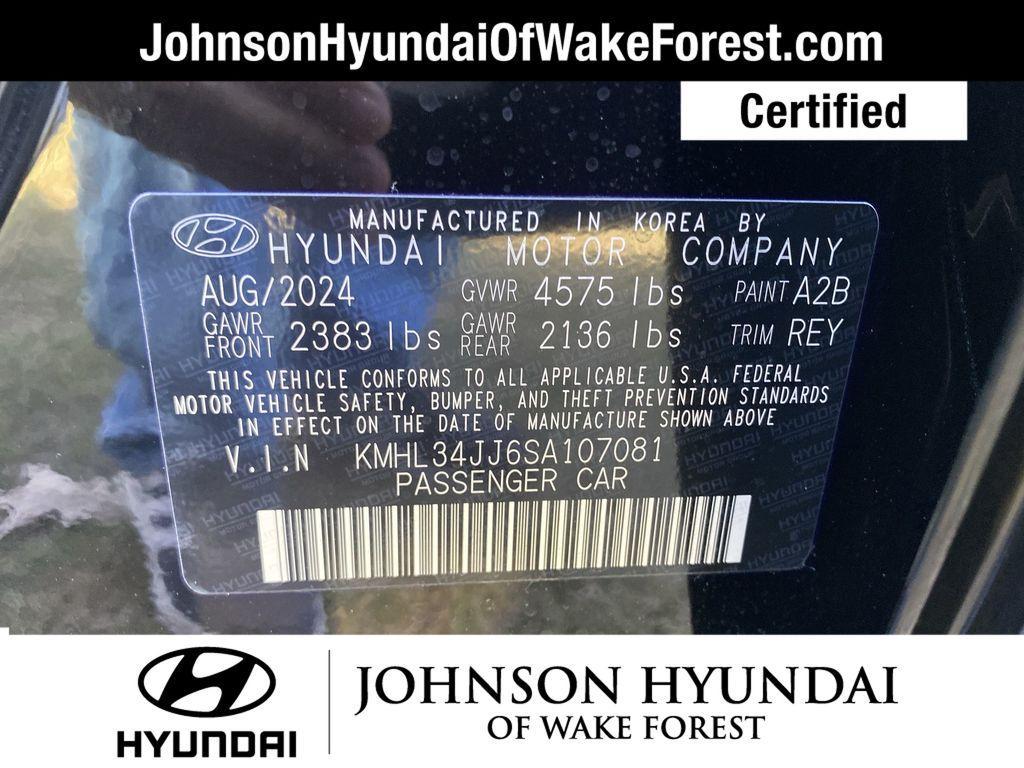 JohnsonHyundaiOfWakeForest.com
Certified
MANUFACTURED IN KOREA BY
HYUNDAI MOTOR COMPANY
AUG/2024 GVWR 4575 lbs PAINT A2B
GAWR FRONT 2383 lbs GAWR REAR 2136 lbs TRIM REY
THIS VEHICLE CONFORMS TO ALL APPLICABLE U.S.A. FEDERAL
MOTOR VEHICLE SAFETY, BUMPER, AND THEFT PREVENTION STANDARDS
IN EFFECT ON THE DATE OF MANUFACTURE SHOWN ABOVE
V.I.N KMHL34JJ6SA107081
PASSENGER CAR
HYUNDAI
JOHNSON HYUNDAI
OF WAKE FOREST